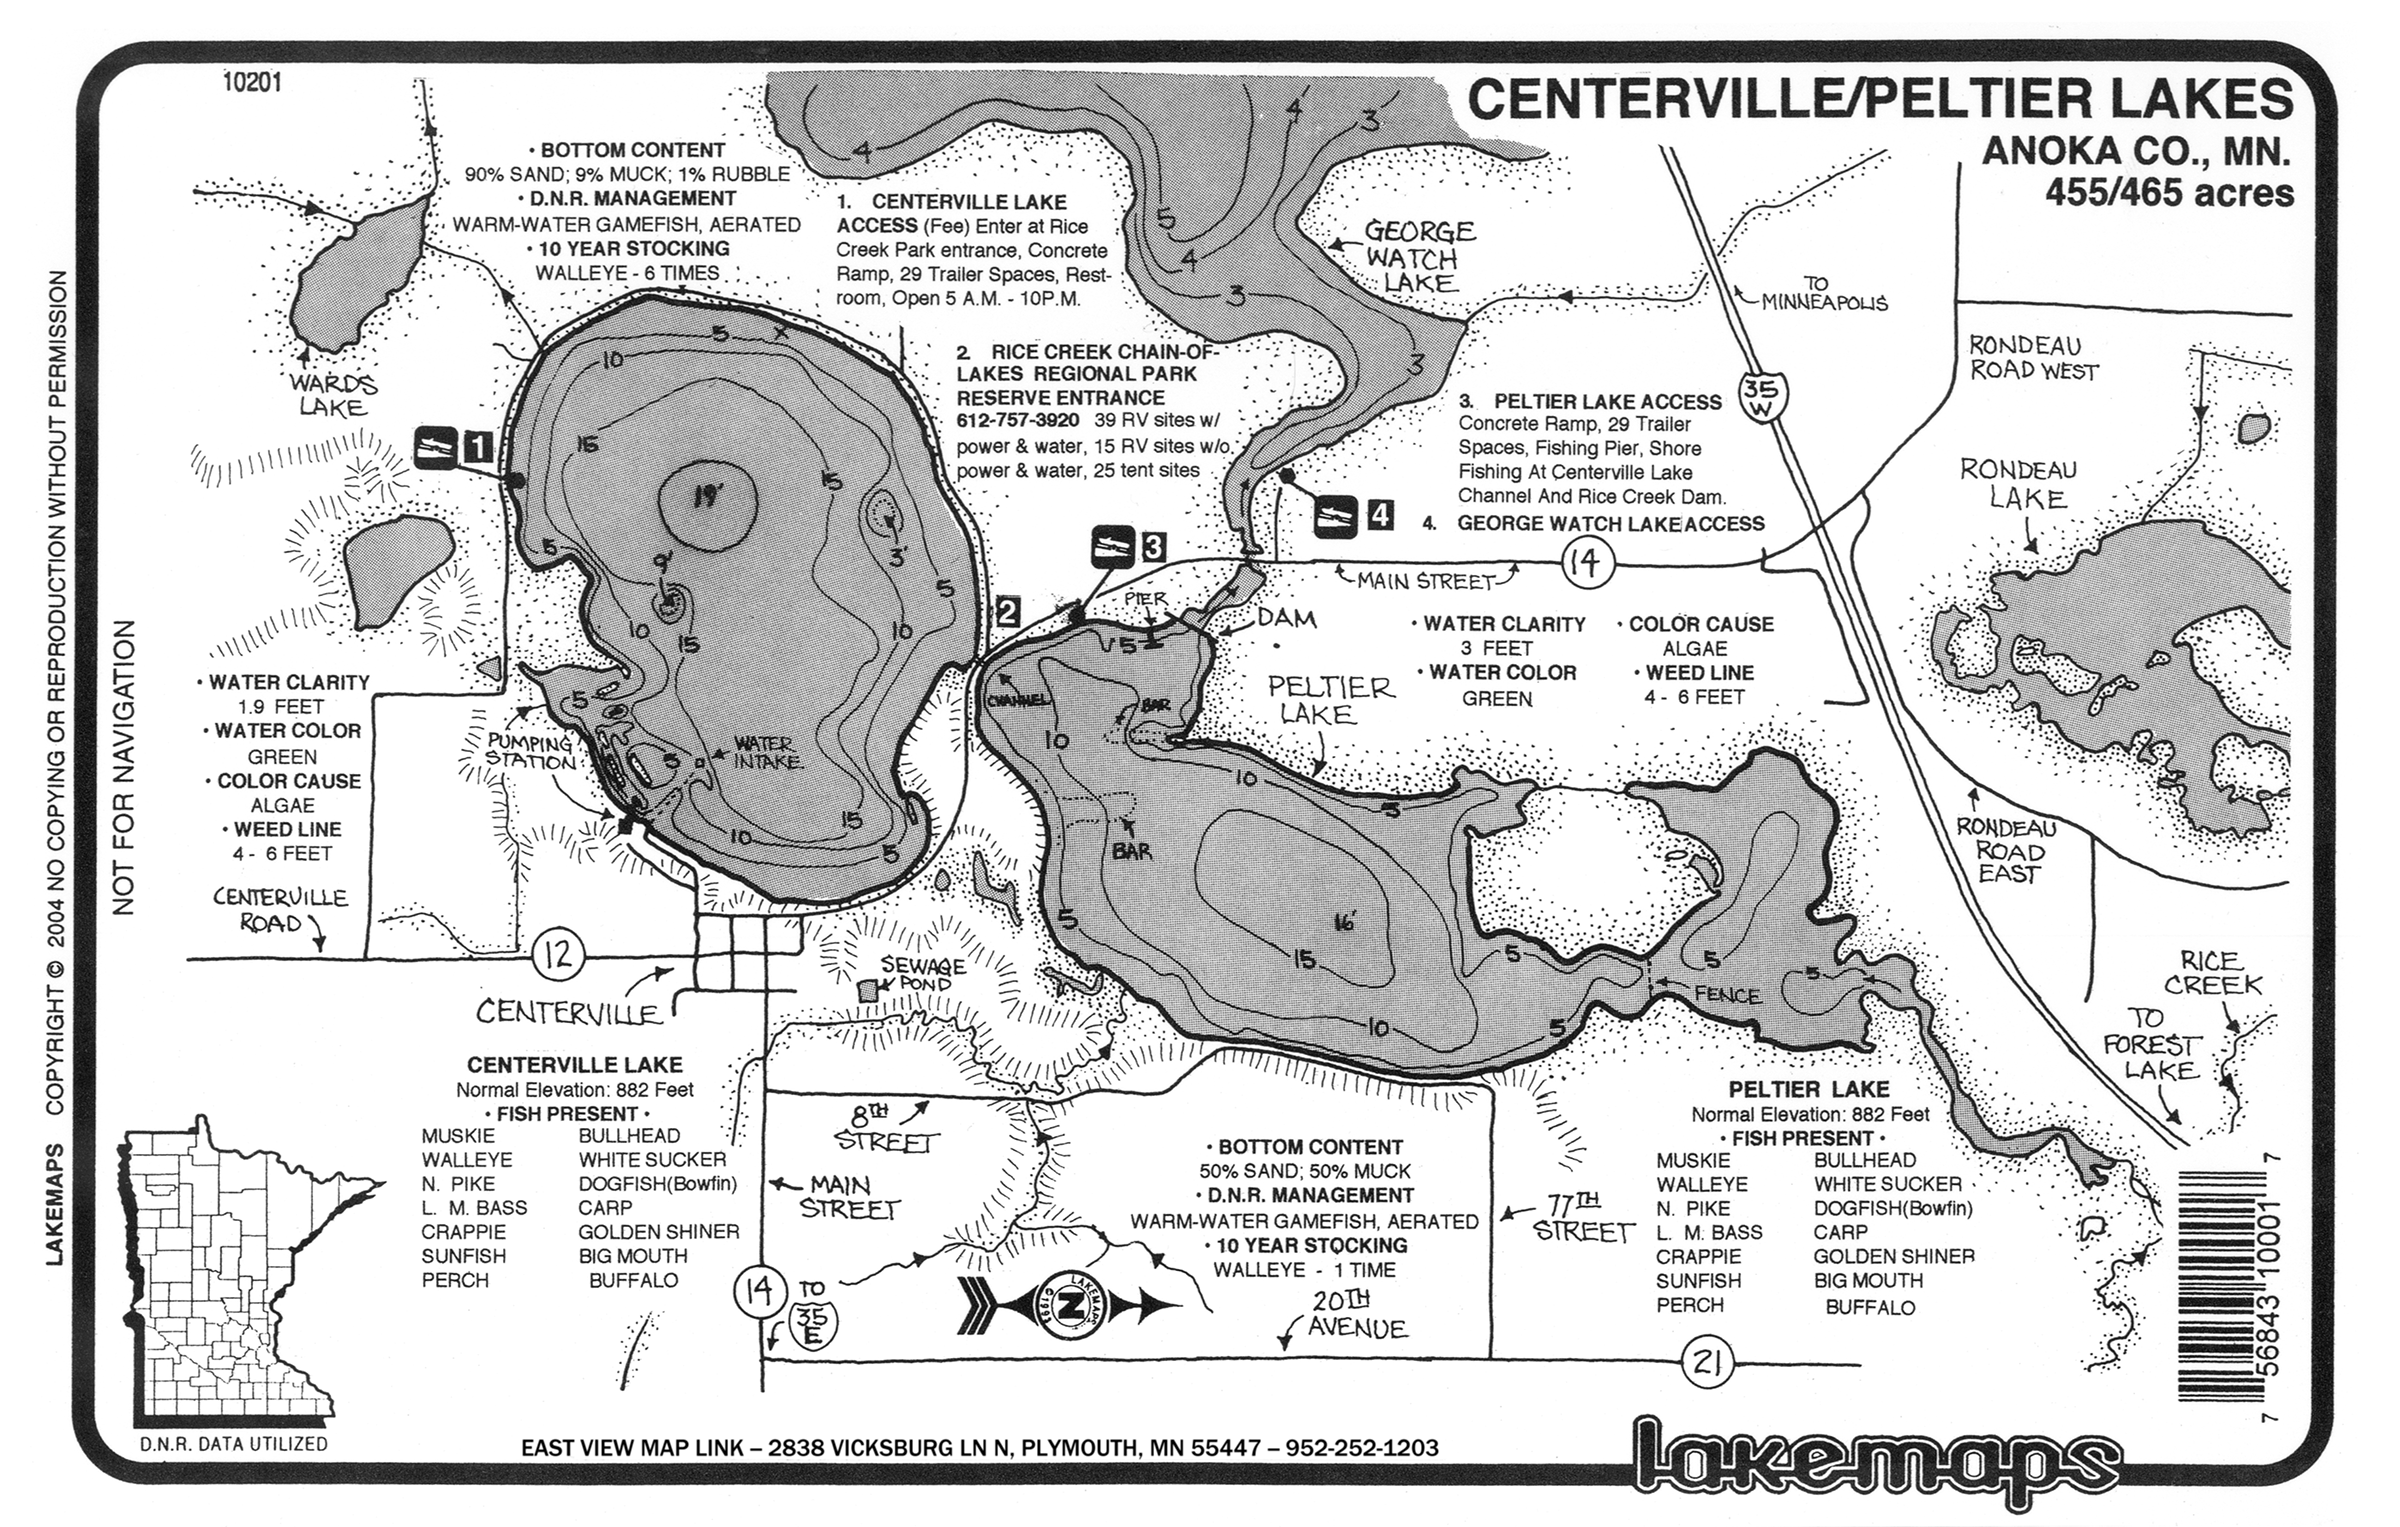 10201
CENTERVILLE/PELTIER LAKES
ANOKA CO., MN.
455/465 acres
• BOTTOM CONTENT
90% SAND; 9% MUCK; 1% RUBBLE
• D.N.R. MANAGEMENT
WARM-WATER GAMEFISH, AERATED
• 10 YEAR STOCKING
WALLEYE - 6 TIMES
1. CENTERVILLE LAKE
ACCESS (Fee) Enter at Rice
Creek Park entrance, Concrete
Ramp, 29 Trailer Spaces, Rest-
room, Open 5 A.M. - 10P.M.
2. RICE CREEK CHAIN-OF-
LAKES REGIONAL PARK
RESERVE ENTRANCE
612-757-3920 39 RV sites w/
power & water, 15 RV sites w/o
power & water, 25 tent sites
3. PELTIER LAKE ACCESS
Concrete Ramp, 29 Trailer
Spaces, Fishing Pier, Shore
Fishing At Centerville Lake
Channel And Rice Creek Dam.
4. GEORGE WATCH LAKE ACCESS
4
4
3
5
4
3
3
GEORGE
WATCH
LAKE
TO
MINNEAPOLIS
35
W
RONDEAU
ROAD WEST
RONDEAU
LAKE
WARDS
LAKE
1
2
3
4
5
10
15
19'
15
3'
5
9'
10
15
5
10
5
5
WATER
INTAKE
PUMPING
STATION
15
10
5
MAIN STREET
14
PIER
5
DAM
CHANNEL
BAR
10
PELTIER
LAKE
10
5
BAR
5
16'
15
10
5
5
5
5
FENCE
• WATER CLARITY
3 FEET
• WATER COLOR
GREEN
• COLOR CAUSE
ALGAE
• WEED LINE
4 - 6 FEET
• WATER CLARITY
1.9 FEET
• WATER COLOR
GREEN
• COLOR CAUSE
ALGAE
• WEED LINE
4 - 6 FEET
CENTERVILLE
ROAD
12
CENTERVILLE
SEWAGE
POND
RONDEAU
ROAD
EAST
RICE
CREEK
TO
FOREST
LAKE
CENTERVILLE LAKE
Normal Elevation: 882 Feet
• FISH PRESENT •
MUSKIE BULLHEAD
WALLEYE WHITE SUCKER
N. PIKE DOGFISH(Bowfin)
L. M. BASS CARP
CRAPPIE GOLDEN SHINER
SUNFISH BIG MOUTH
PERCH BUFFALO
8TH
STREET
MAIN
STREET
14
TO
35
E
• BOTTOM CONTENT
50% SAND; 50% MUCK
• D.N.R. MANAGEMENT
WARM-WATER GAMEFISH, AERATED
• 10 YEAR STOCKING
WALLEYE - 1 TIME
20TH
AVENUE
77TH
STREET
21
LAKEMAPS
©1993
N
PELTIER LAKE
Normal Elevation: 882 Feet
• FISH PRESENT •
MUSKIE BULLHEAD
WALLEYE WHITE SUCKER
N. PIKE DOGFISH(Bowfin)
L. M. BASS CARP
CRAPPIE GOLDEN SHINER
SUNFISH BIG MOUTH
PERCH BUFFALO
7 56843 10001 7
D.N.R. DATA UTILIZED
EAST VIEW MAP LINK – 2838 VICKSBURG LN N, PLYMOUTH, MN 55447 – 952-252-1203
lakemaps
NOT FOR NAVIGATION
LAKEMAPS COPYRIGHT © 2004 NO COPYING OR REPRODUCTION WITHOUT PERMISSION